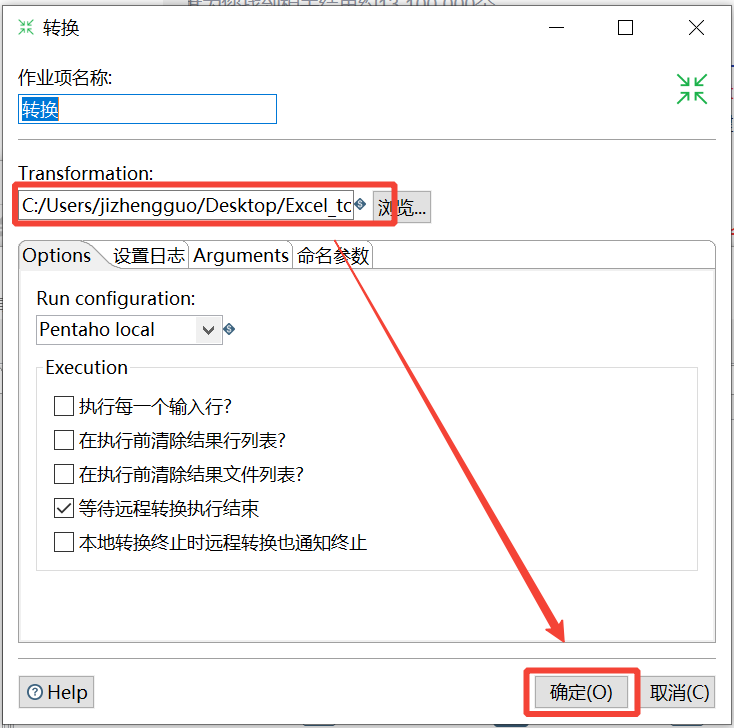 转换
作业项名称:
转换
Transformation:
C:/Users/jizhengguo/Desktop/Excel_tc
浏览...
Options 设置日志 Arguments 命名参数
Run configuration:
Pentaho local
Execution
执行每一个输入行?
在执行前清除结果行列表?
在执行前清除结果文件列表?
等待远程转换执行结束
本地转换终止时远程转换也通知终止
Help 确定(O) 取消(C)